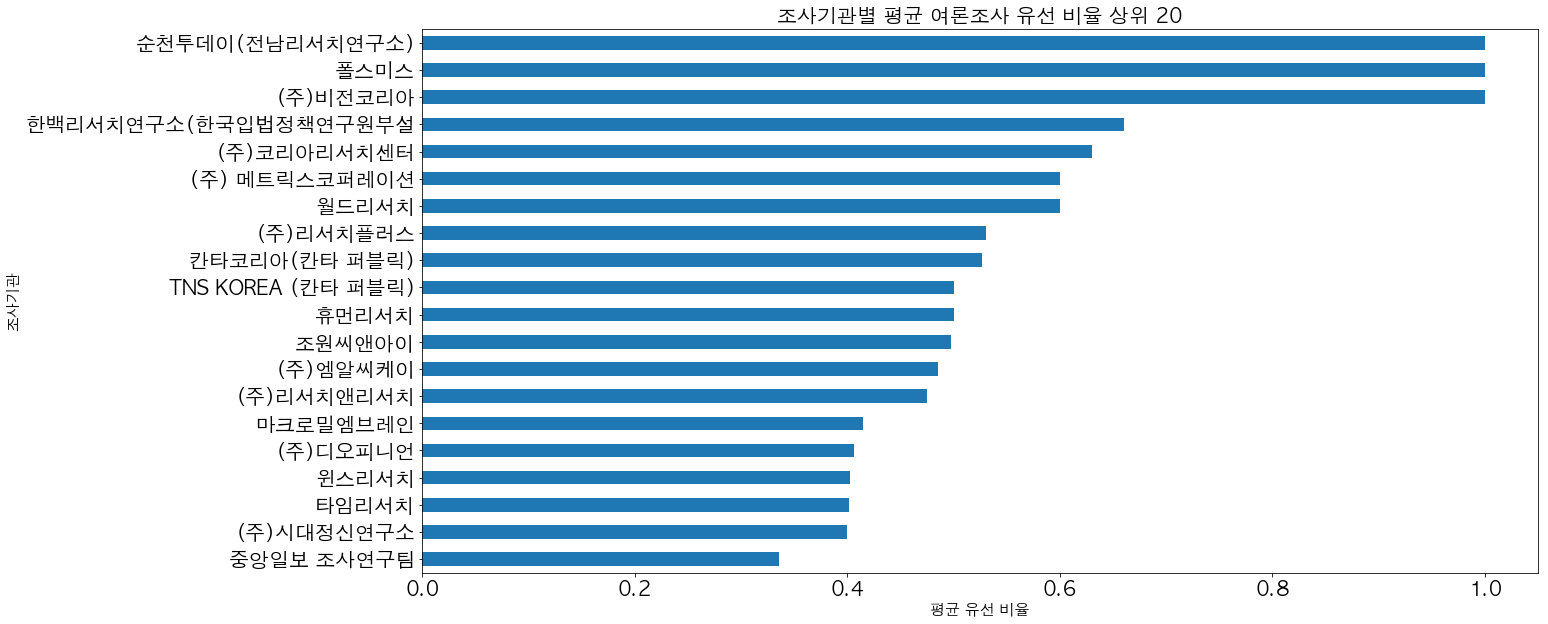 조사기관별 평균 여론조사 유선 비율 상위 20
순천투데이(전남리서치연구소)
폴스미스
(주)비전코리아
한백리서치연구소(한국입법정책연구원부설
(주)코리아리서치센터
(주) 메트릭스코퍼레이션
월드리서치
(주)리서치플러스
칸타코리아(칸타 퍼블릭)
TNS KOREA (칸타 퍼블릭)
휴먼리서치
조원씨앤아이
(주)엠알씨케이
(주)리서치앤리서치
마크로밀엠브레인
(주)디오피니언
윈스리서치
타임리서치
(주)시대정신연구소
중앙일보 조사연구팀
조사기관
0.0 0.2 0.4 0.6 0.8 1.0
평균 유선 비율